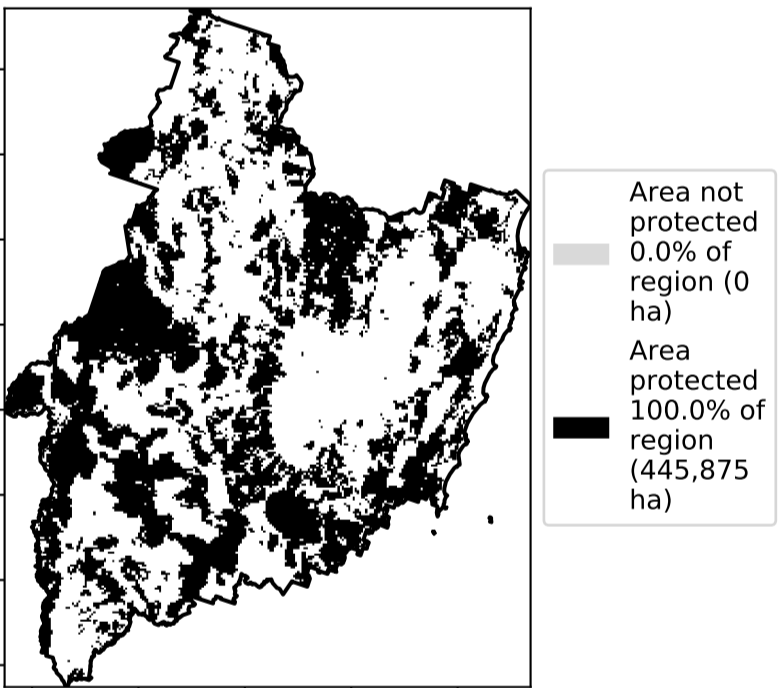 Area not
protected
0.0% of
region (0
ha)
Area
protected
100.0% of
region
(445,875
ha)